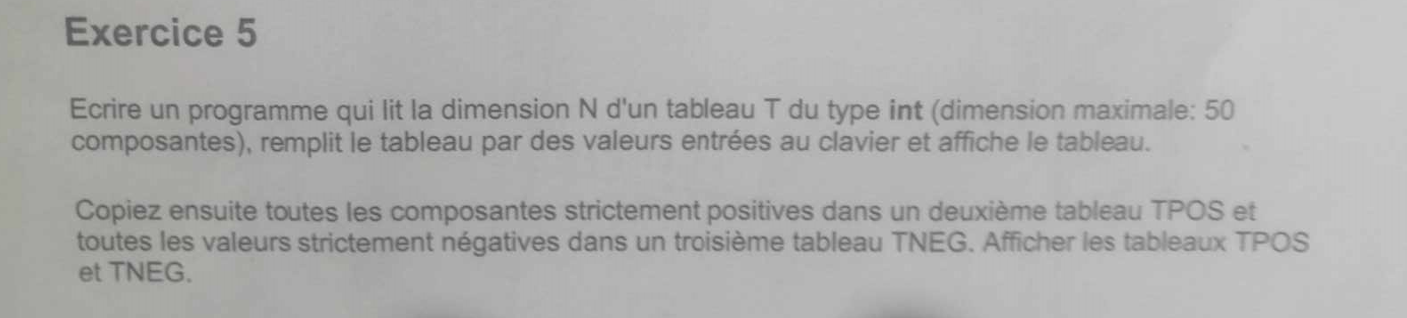 Exercice 5
Ecrire un programme qui lit la dimension N d'un tableau T du type int (dimension maximale: 50
composantes), remplit le tableau par des valeurs entrées au clavier et affiche le tableau.
Copiez ensuite toutes les composantes strictement positives dans un deuxième tableau TPOS et
toutes les valeurs strictement négatives dans un troisième tableau TNEG. Afficher les tableaux TPOS
et TNEG.